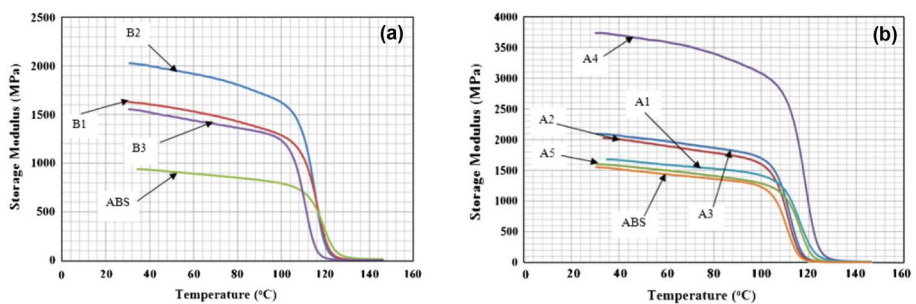 (a)
2500
2000
1500
1000
500
0
Storage Modulus (MPa)
B2
B1
B3
ABS
0 20 40 60 80 100 120 140 160
Temperature (ºC)
(b)
4000
3500
3000
2500
2000
1500
1000
500
0
Storage Modulus (MPa)
A4
A1
A2
A5
ABS
A3
0 20 40 60 80 100 120 140 160
Temperature (ºC)